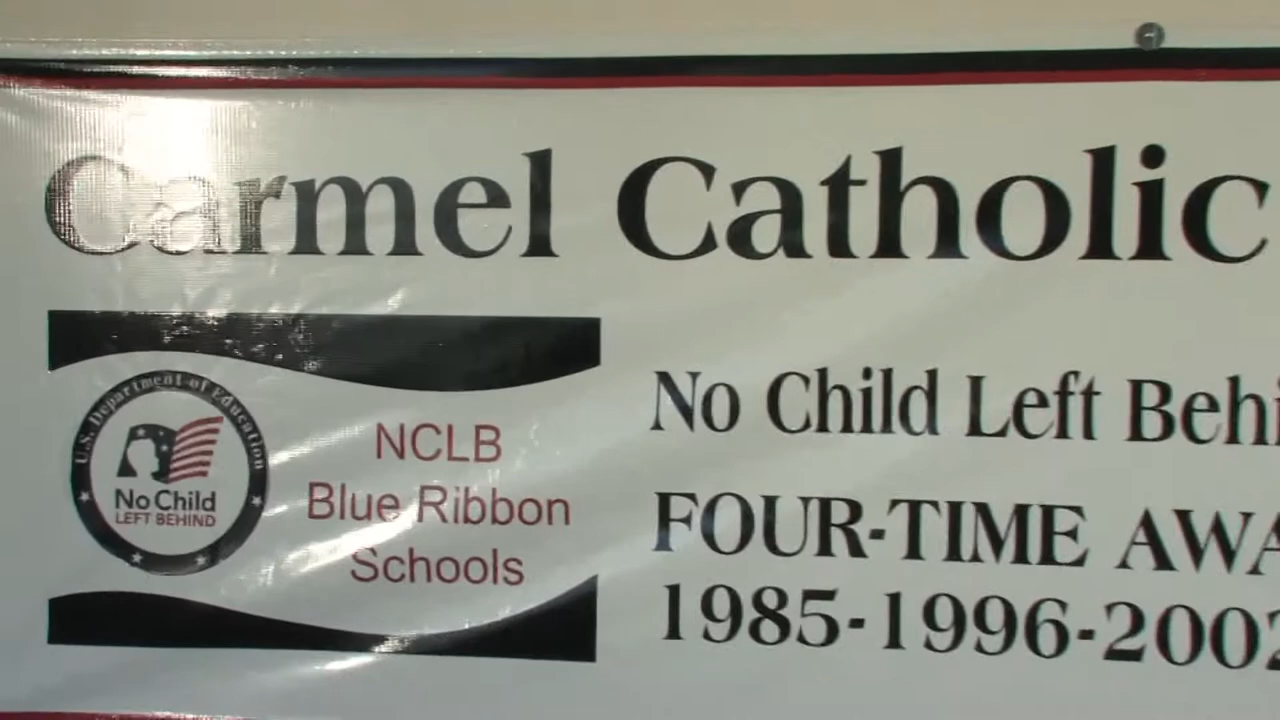 Carmel Catholic
U.S. Department of Education
No Child
LEFT BEHIND
NCLB
Blue Ribbon
Schools
No Child Left Behi
FOUR-TIME AWA
1985-1996-2002